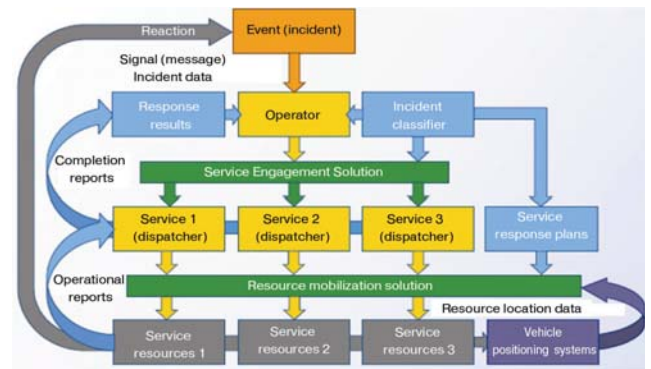 Reaction
Event (incident)
Signal (message)
Incident data
Response
results
Operator
Incident
classifier
Completion
reports
Service Engagement Solution
Service 1
(dispatcher)
Service 2
(dispatcher)
Service 3
(dispatcher)
Service
response plans
Operational
reports
Resource mobilization solution
Resource location data
Service
resources 1
Service
resources 2
Service
resources 3
Vehicle
positioning systems